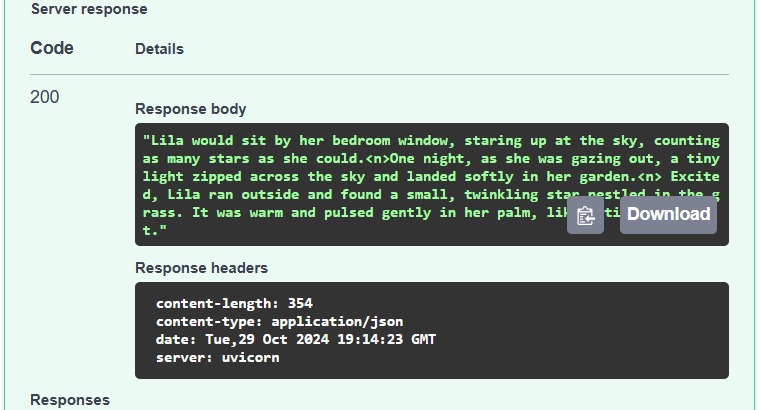 Server response
Code Details
200
Response body
"Lila would sit by her bedroom window, staring up at the sky, counting
as many stars as she could.<n>One night, as she was gazing out, a tiny
light zipped across the sky and landed softly in her garden.<n> Excite
d, Lila ran outside and found a small, twinkling star nestled in the g
rass. It was warm and pulsed gently in her palm,
t."
Download
Response headers
content-length: 354
content-type: application/json
date: Tue,29 Oct 2024 19:14:23 GMT
server: uvicorn
Responses